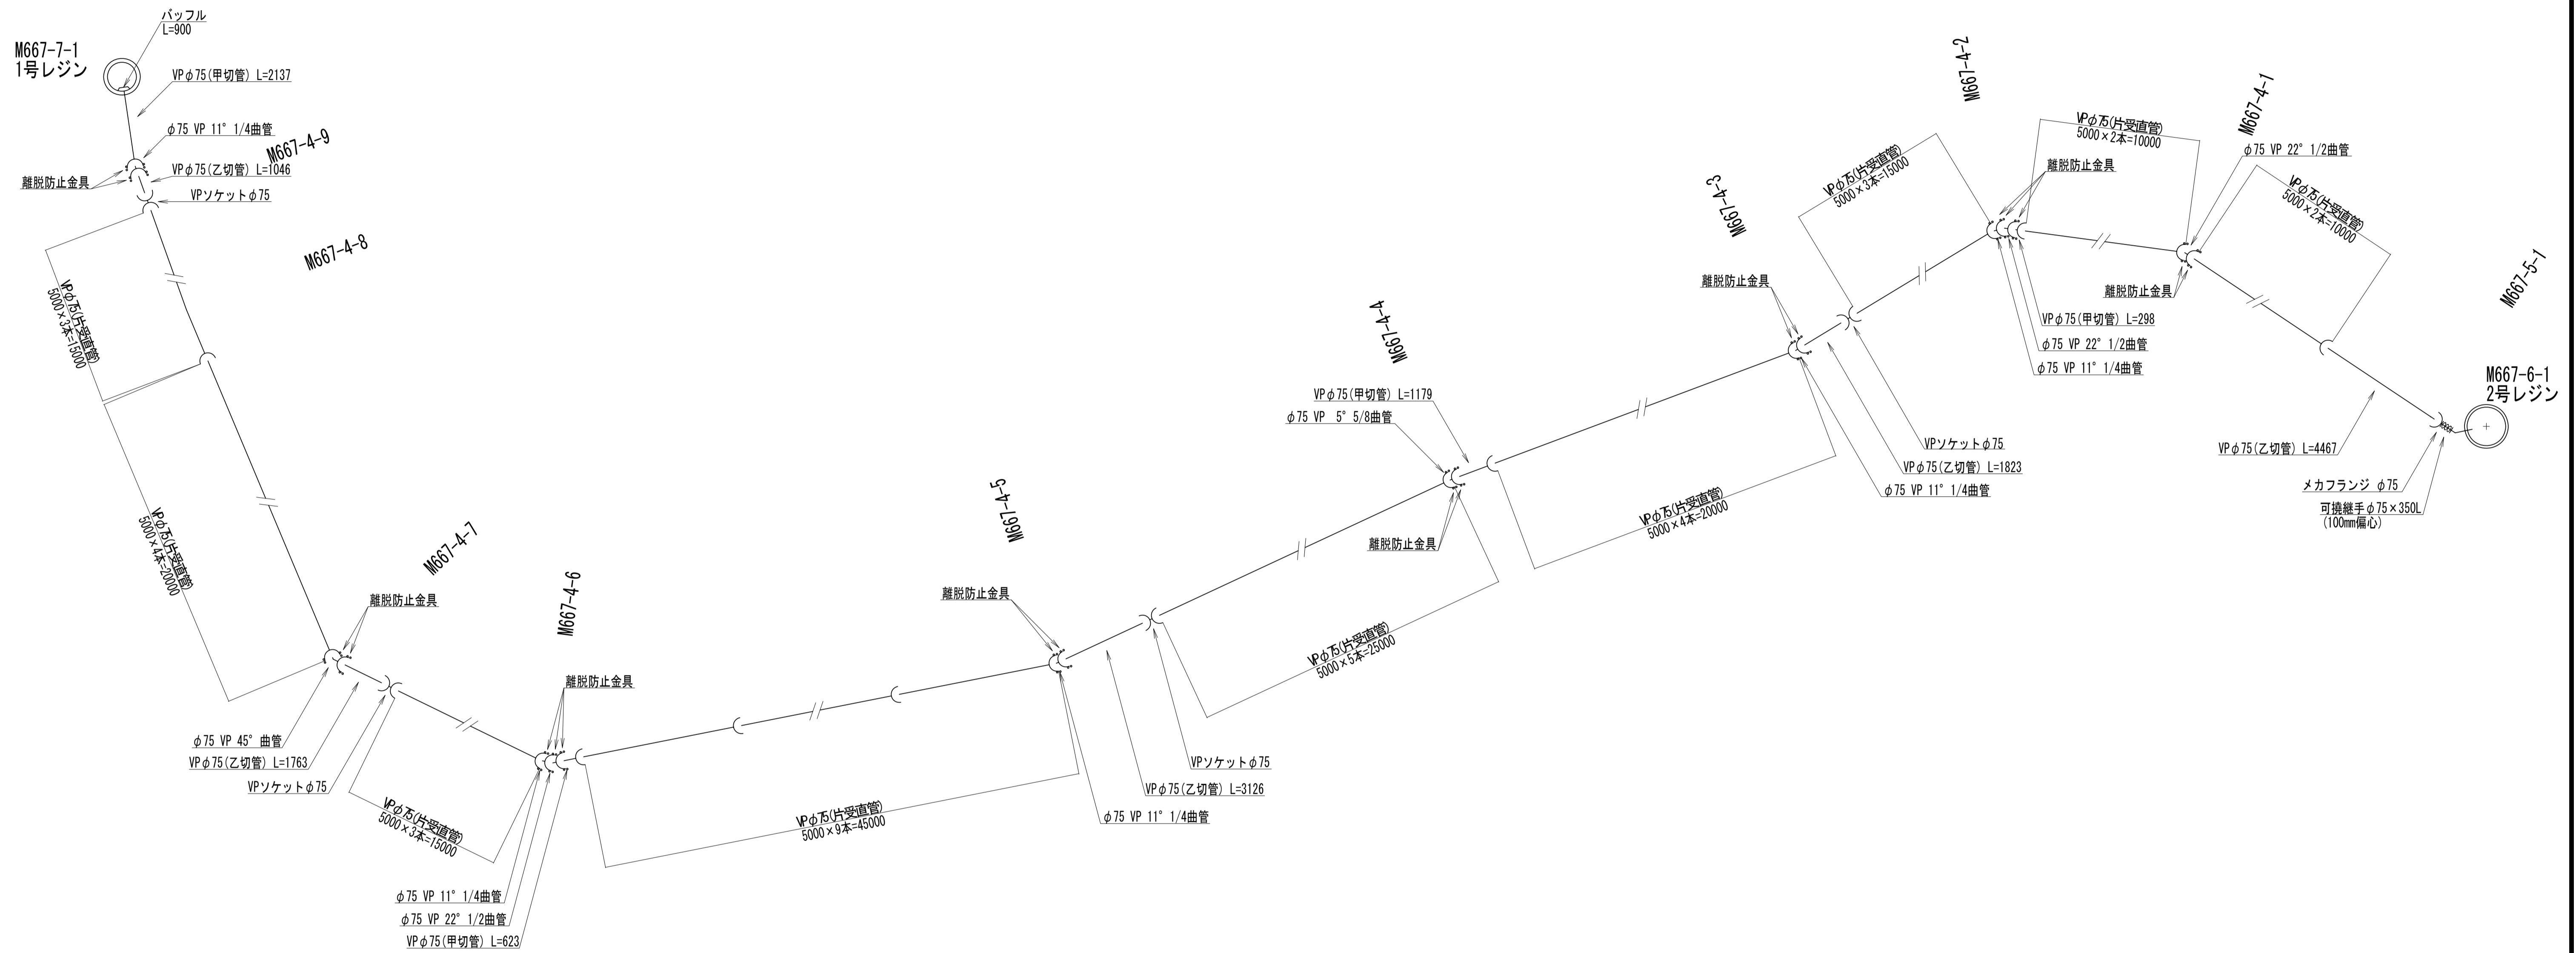 バッフル
L=900
M667-7-1
1号レジン
VPφ75(甲切管) L=2137
φ75 VP 11°1/4曲管
M667-4-9
VPφ75(乙切管) L=1046
離脱防止金具
VPソケットφ75
M667-4-8
VPφ75(片受直管)
5000×3本=15000
VPφ75(片受直管)
5000×4本=20000
M667-4-7
離脱防止金具
φ75 VP 45°曲管
VPφ75(乙切管) L=1763
VPソケットφ75
VPφ75(片受直管)
5000×3本=15000
M667-4-6
離脱防止金具
φ75 VP 11°1/4曲管
φ75 VP 22°1/2曲管
VPφ75(甲切管) L=623
VPφ75(片受直管)
5000×9本=45000
M667-4-5
離脱防止金具
φ75 VP 11°1/4曲管
VPφ75(乙切管) L=3126
VPソケットφ75
VPφ75(片受直管)
5000×5本=25000
M667-4-4
VPφ75(甲切管) L=1179
φ75 VP 5°5/8曲管
離脱防止金具
VPφ75(片受直管)
5000×4本=20000
M667-4-3
離脱防止金具
VPソケットφ75
VPφ75(乙切管) L=1823
φ75 VP 11°1/4曲管
VPφ75(片受直管)
5000×3本=15000
M667-4-2
離脱防止金具
VPφ75(甲切管) L=298
φ75 VP 22°1/2曲管
φ75 VP 11°1/4曲管
VPφ75(片受直管)
5000×2本=10000
M667-4-1
φ75 VP 22°1/2曲管
離脱防止金具
VPφ75(片受直管)
5000×2本=10000
M667-5-1
M667-6-1
2号レジン
VPφ75(乙切管) L=4467
メカフランジ φ75
可撓継手φ75×350L
(100mm偏心)